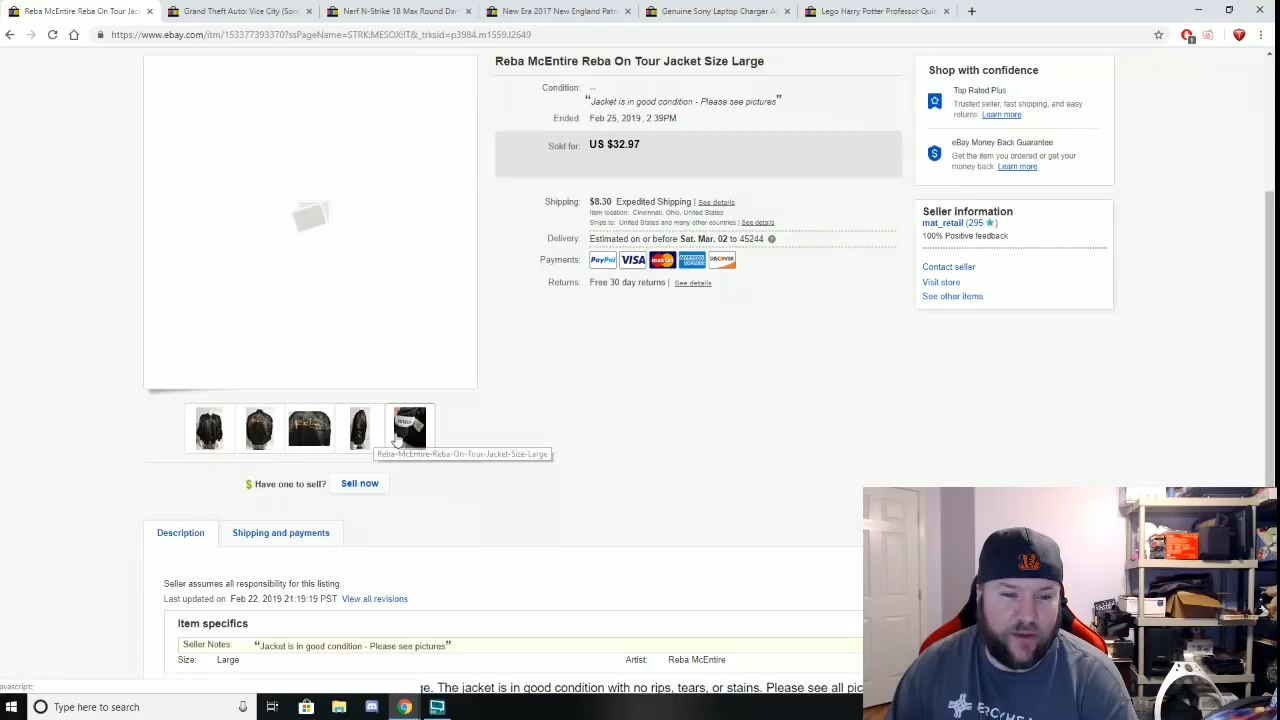 Reba McEntire Reba On Tour Jac
Grand Theft Auto: Vice City (Son
Nerf N-Strike 18 Max Round Dar
New Era 2017 New England Patr
Genuine Sony Laptop Charger A
Lego Harry Potter Professor Quir
https://www.ebay.com/itm/153377393370?ssPageName=STRK:MESOX:IT&_trksid=p3984.m1559.l2649
Reba McEntire Reba On Tour Jacket Size Large
Condition: --
“Jacket is in good condition - Please see pictures”
Ended: Feb 25, 2019, 2:39PM
Sold for: US $32.97
Shipping: $8.30 Expedited Shipping | See details
Item location: Cincinnati, Ohio, United States
Ships to: United States and many other countries | See details
Delivery: Estimated on or before Sat. Mar. 02 to 45244
Payments: PayPal VISA MasterCard AMERICAN EXPRESS DISCOVER
Returns: Free 30 day returns | See details
Shop with confidence
Top Rated Plus
Trusted seller, fast shipping, and easy
returns. Learn more
eBay Money Back Guarantee
Get the item you ordered or get your
money back. Learn more
Seller information
mat_retail (295)
100% Positive feedback
Contact seller
Visit store
See other items
Reba
Reba-McEntire-Reba-On-Tour-Jacket-Size-Large
$ Have one to sell? Sell now
Description
Shipping and payments
Seller assumes all responsibility for this listing.
Last updated on Feb 22, 2019 21:19:19 PST View all revisions
Item specifics
Seller Notes: “Jacket is in good condition - Please see pictures”
Size: Large
Artist: Reba McEntire
avascript:;
ge. The jacket is in good condition with no rips, tears, or stains. Please see all pic
Type here to search